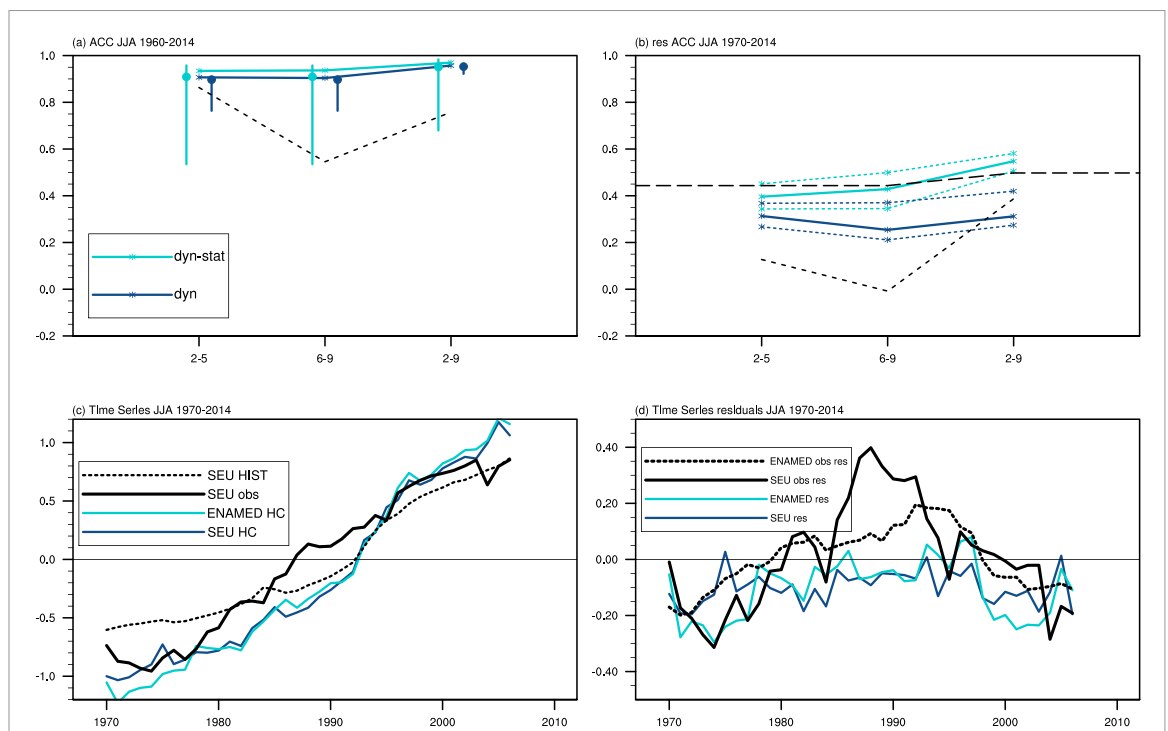 (a) ACC JJA 1960-2014
1.0
0.8
0.6
0.4
0.2
0.0
-0.2
dyn-stat
dyn
2-5
6-9
2-9
(b) res ACC JJA 1970-2014
1.0
0.8
0.6
0.4
0.2
0.0
-0.2
2-5
6-9
2-9
(c) TIme SerIes JJA 1970-2014
1.0
0.5
0.0
-0.5
-1.0
SEU HIST
SEU obs
ENAMED HC
SEU HC
1970
1980
1990
2000
2010
(d) TIme SerIes resIduals JJA 1970-2014
0.40
0.20
0.00
-0.20
-0.40
ENAMED obs res
SEU obs res
ENAMED res
SEU res
1970
1980
1990
2000
2010